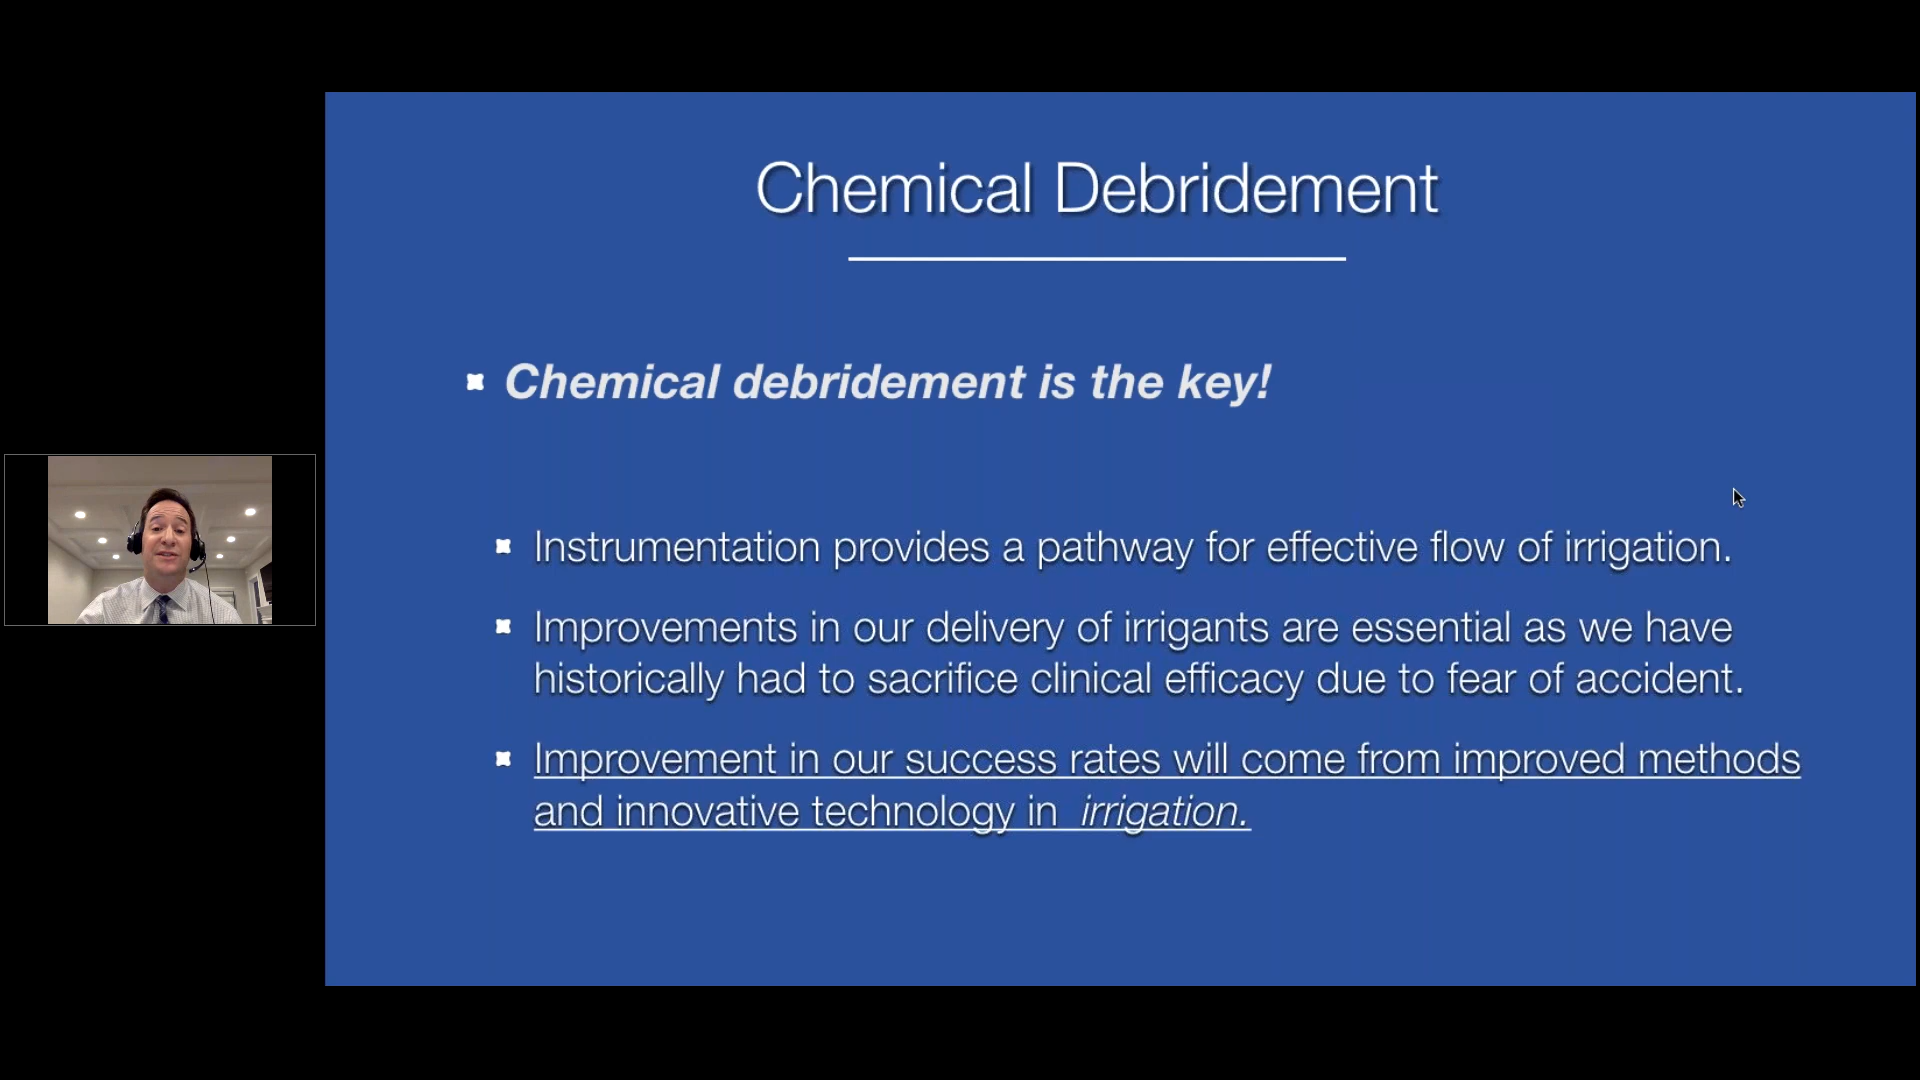 Chemical Debridement
Chemical debridement is the key!
Instrumentation provides a pathway for effective flow of irrigation.
Improvements in our delivery of irrigants are essential as we have
historically had to sacrifice clinical efficacy due to fear of accident.
Improvement in our success rates will come from improved methods
and innovative technology in irrigation.